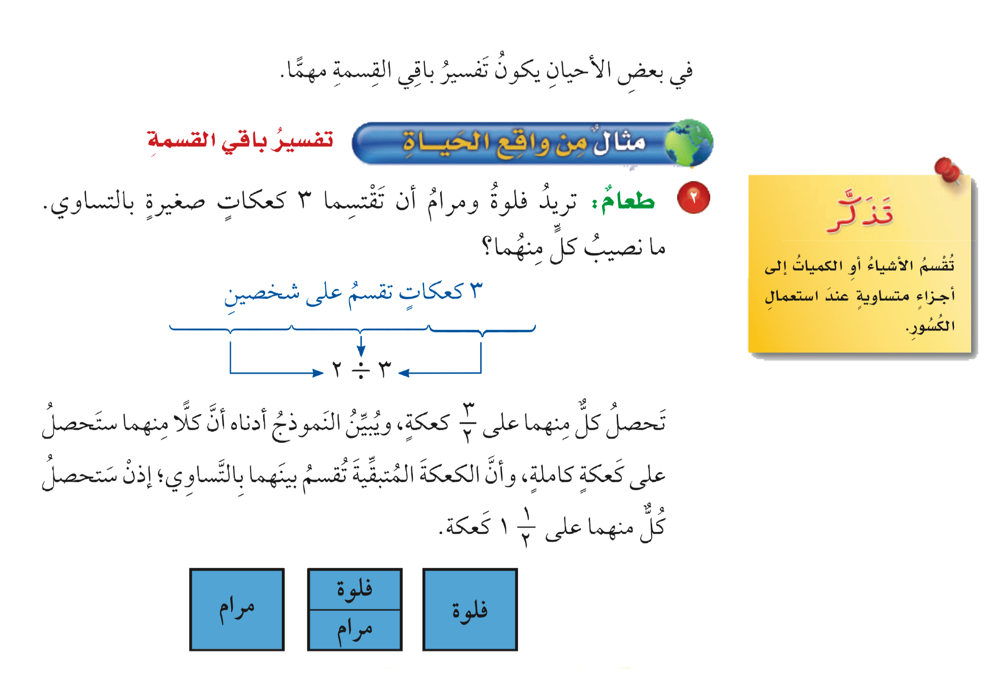 في بعضِ الأحيانِ يكونُ تَفسيرُ باقِي القِسمةِ مهمًّا.
مثالٌ مِن واقِع الحَيـاةِ تفسيرُ باقي القسمةِ
٢ طعامٌ: تريدُ فلوةُ ومرامُ أن تَقْتسِما ٣ كعكاتٍ صغيرةٍ بالتساوي.
ما نصيبُ كلٍّ مِنهُما؟
٣ كعكاتٍ تقسمُ على شخصينِ
٣ ÷ ٢
تَحصلُ كلٌّ مِنهما على ٣/٢ كعكةٍ، ويُبيِّنُ النَموذجُ أدناه أنَّ كلًّا مِنهما ستَحصلُ
على كَعكةٍ كاملةٍ، وأنَّ الكعكةَ المُتبقِّيةَ تُقسمُ بينَهما بِالتَّساوِي؛ إذنْ سَتحصلُ
كُلٌّ منهما على ١/٢ ١ كَعكة.
فلوة
فلوة
مرام
مرام
تَذَكَّر
تُقْسمُ الأشياءُ أوِ الكمياتُ إلى
أجزاءٍ متساويةٍ عندَ استعمالِ
الكُسُورِ.